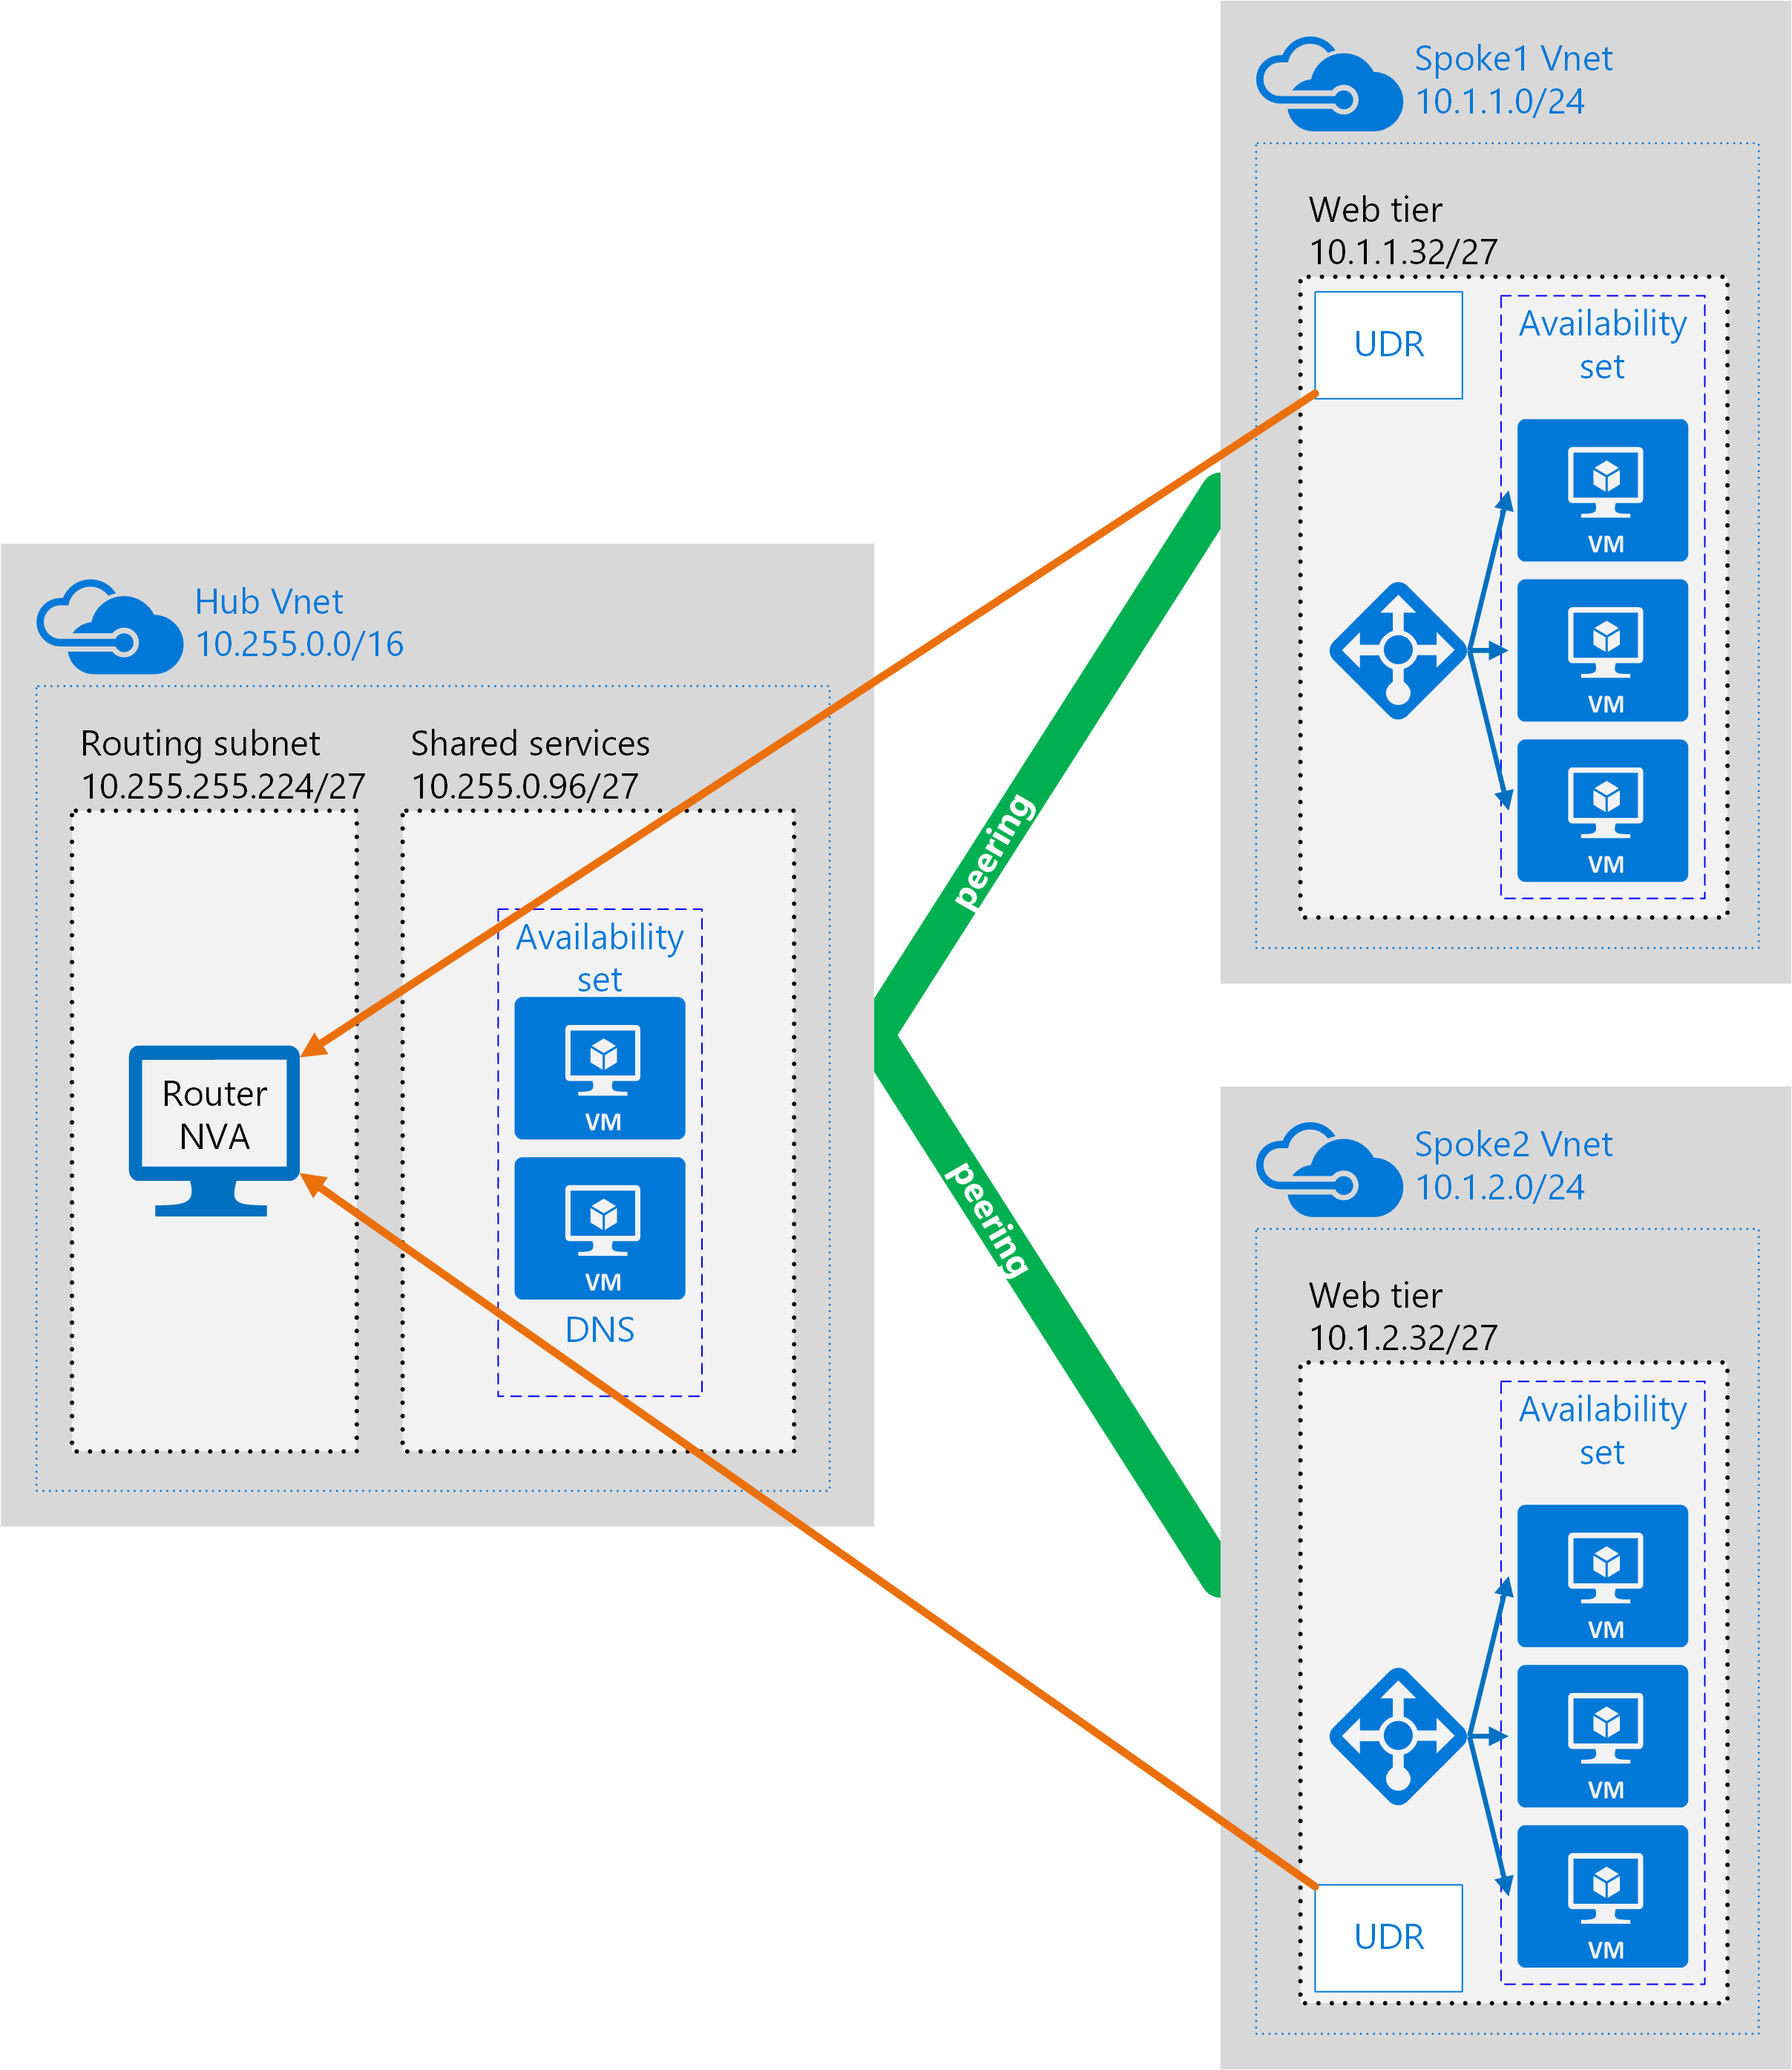 Spoke1 Vnet
10.1.1.0/24
Web tier
10.1.1.32/27
UDR
Availability
set
VM
VM
VM
Hub Vnet
10.255.0.0/16
Routing subnet
10.255.255.224/27
Router
NVA
Shared services
10.255.0.96/27
Availability
set
VM
VM
DNS
peering
peering
Spoke2 Vnet
10.1.2.0/24
Web tier
10.1.2.32/27
Availability
set
VM
VM
VM
UDR